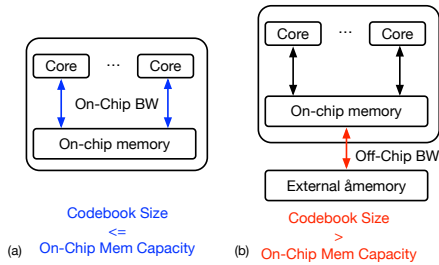 Core ... Core
On-Chip BW
On-chip memory
Codebook Size
<=
(a) On-Chip Mem Capacity
Core ... Core
On-chip memory
Off-Chip BW
External åmemory
Codebook Size
>
(b) On-Chip Mem Capacity